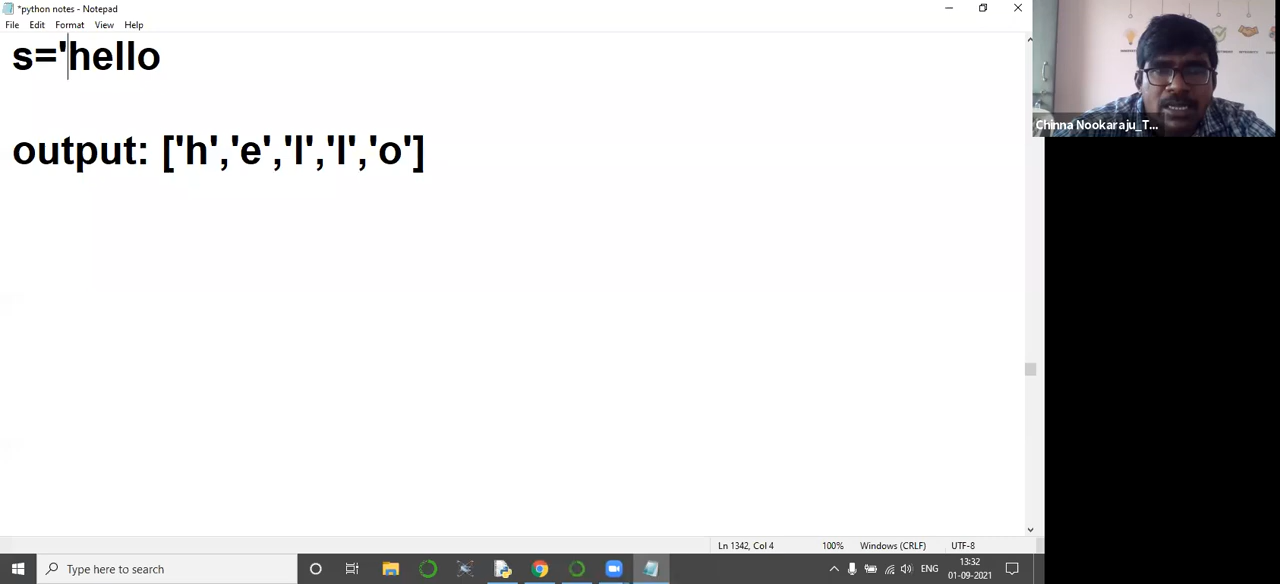 *python notes - Notepad
File Edit Format View Help
s='hello
output: ['h','e','l','l','o']
Chinna Nookaraju_T...
Ln 1342, Col 4 100% Windows (CRLF) UTF-8
Type here to search
ENG
13:32
01-09-2021